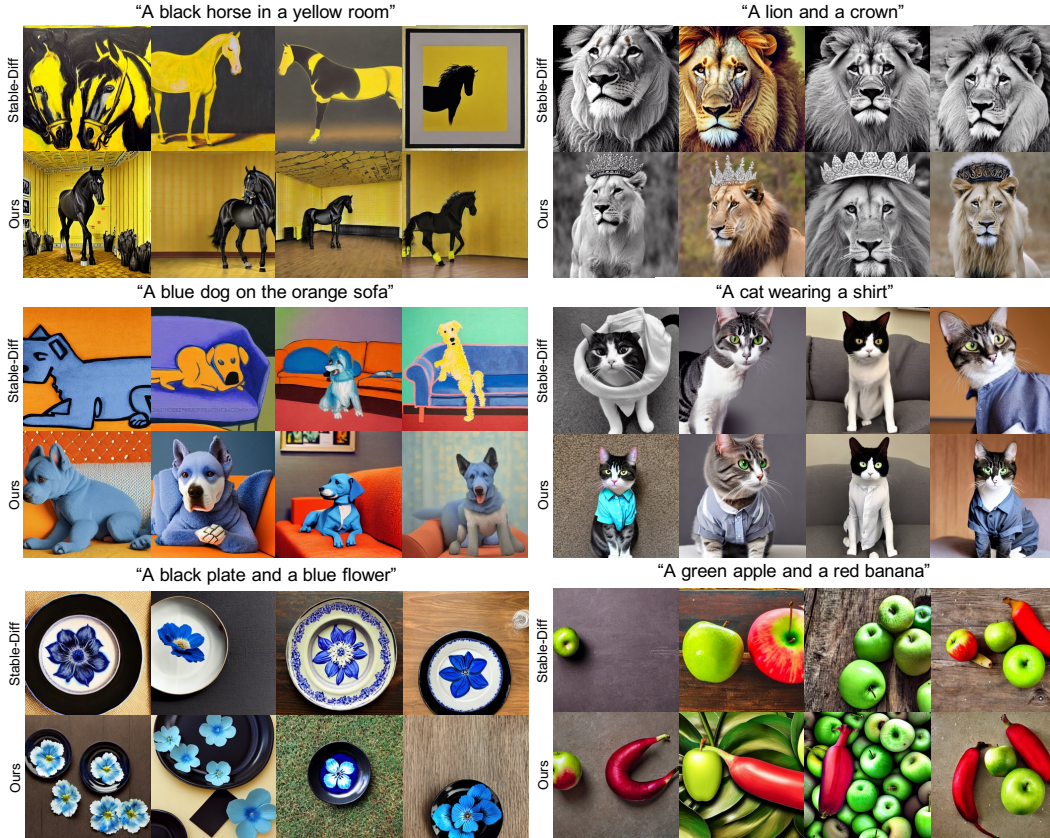 “A black horse in a yellow room”
Stable-Diff
Ours
“A lion and a crown”
Stable-Diff
Ours
“A blue dog on the orange sofa”
Stable-Diff
Ours
“A cat wearing a shirt”
Stable-Diff
Ours
“A black plate and a blue flower”
Stable-Diff
Ours
“A green apple and a red banana”
Stable-Diff
Ours